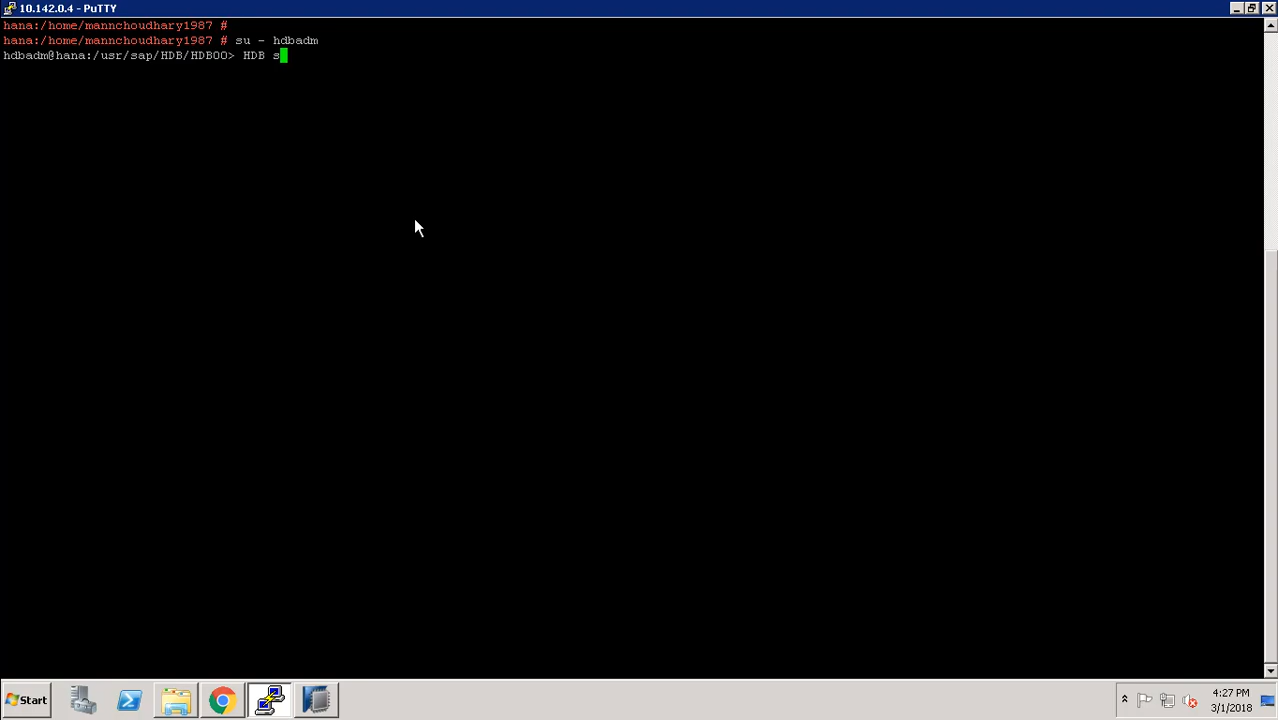 10.142.0.4 - PuTTY
hana:/home/mannchoudhary1987 #
hana:/home/mannchoudhary1987 # su - hdbadm
hdbadm@hana:/usr/sap/HDB/HDB00> HDB s
Start
4:27 PM
3/1/2018